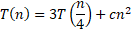 T(n) = 3T(n/4) + cn²